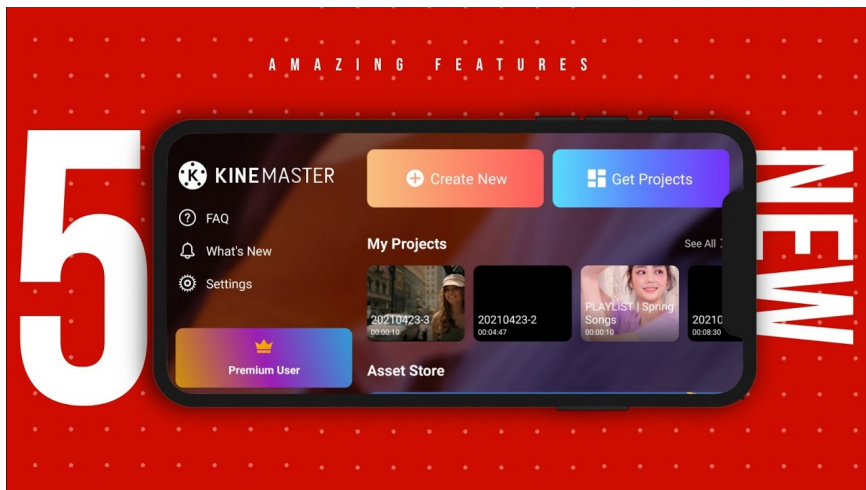 AMAZING FEATURES
5
NEW
KINEMASTER
FAQ
What's New
Settings
Premium User
Create New
Get Projects
My Projects
See All
20210423-3
00:00:10
20210423-2
00:04:47
PLAYLIST | Spring
Songs
00:00:10
20210
00:08:30
Asset Store